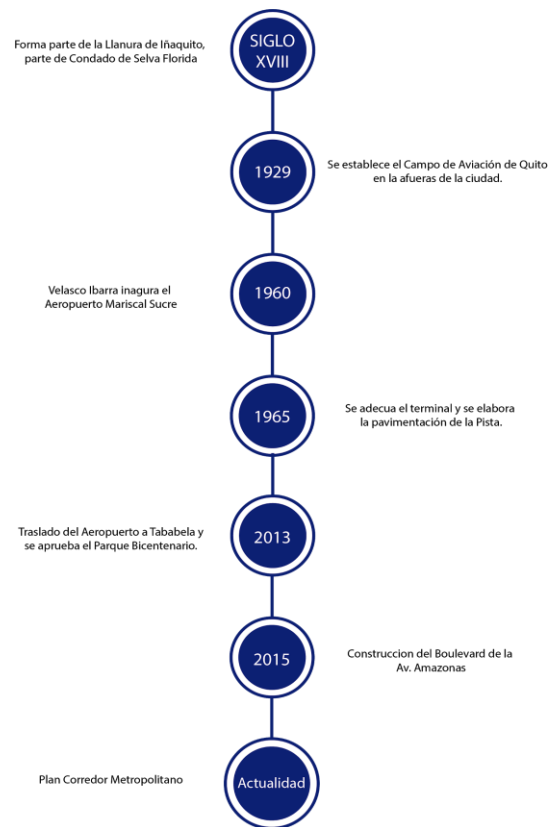 Forma parte de la Llanura de Iñaquito,
parte de Condado de Selva Florida
SIGLO
XVIII
1929
Se establece el Campo de Aviación de Quito
en la afueras de la ciudad.
Velasco Ibarra inagura el
Aeropuerto Mariscal Sucre
1960
1965
Se adecua el terminal y se elabora
la pavimentación de la Pista.
Traslado del Aeropuerto a Tababela y
se aprueba el Parque Bicentenario.
2013
2015
Construccion del Boulevard de la
Av. Amazonas
Plan Corredor Metropolitano
Actualidad